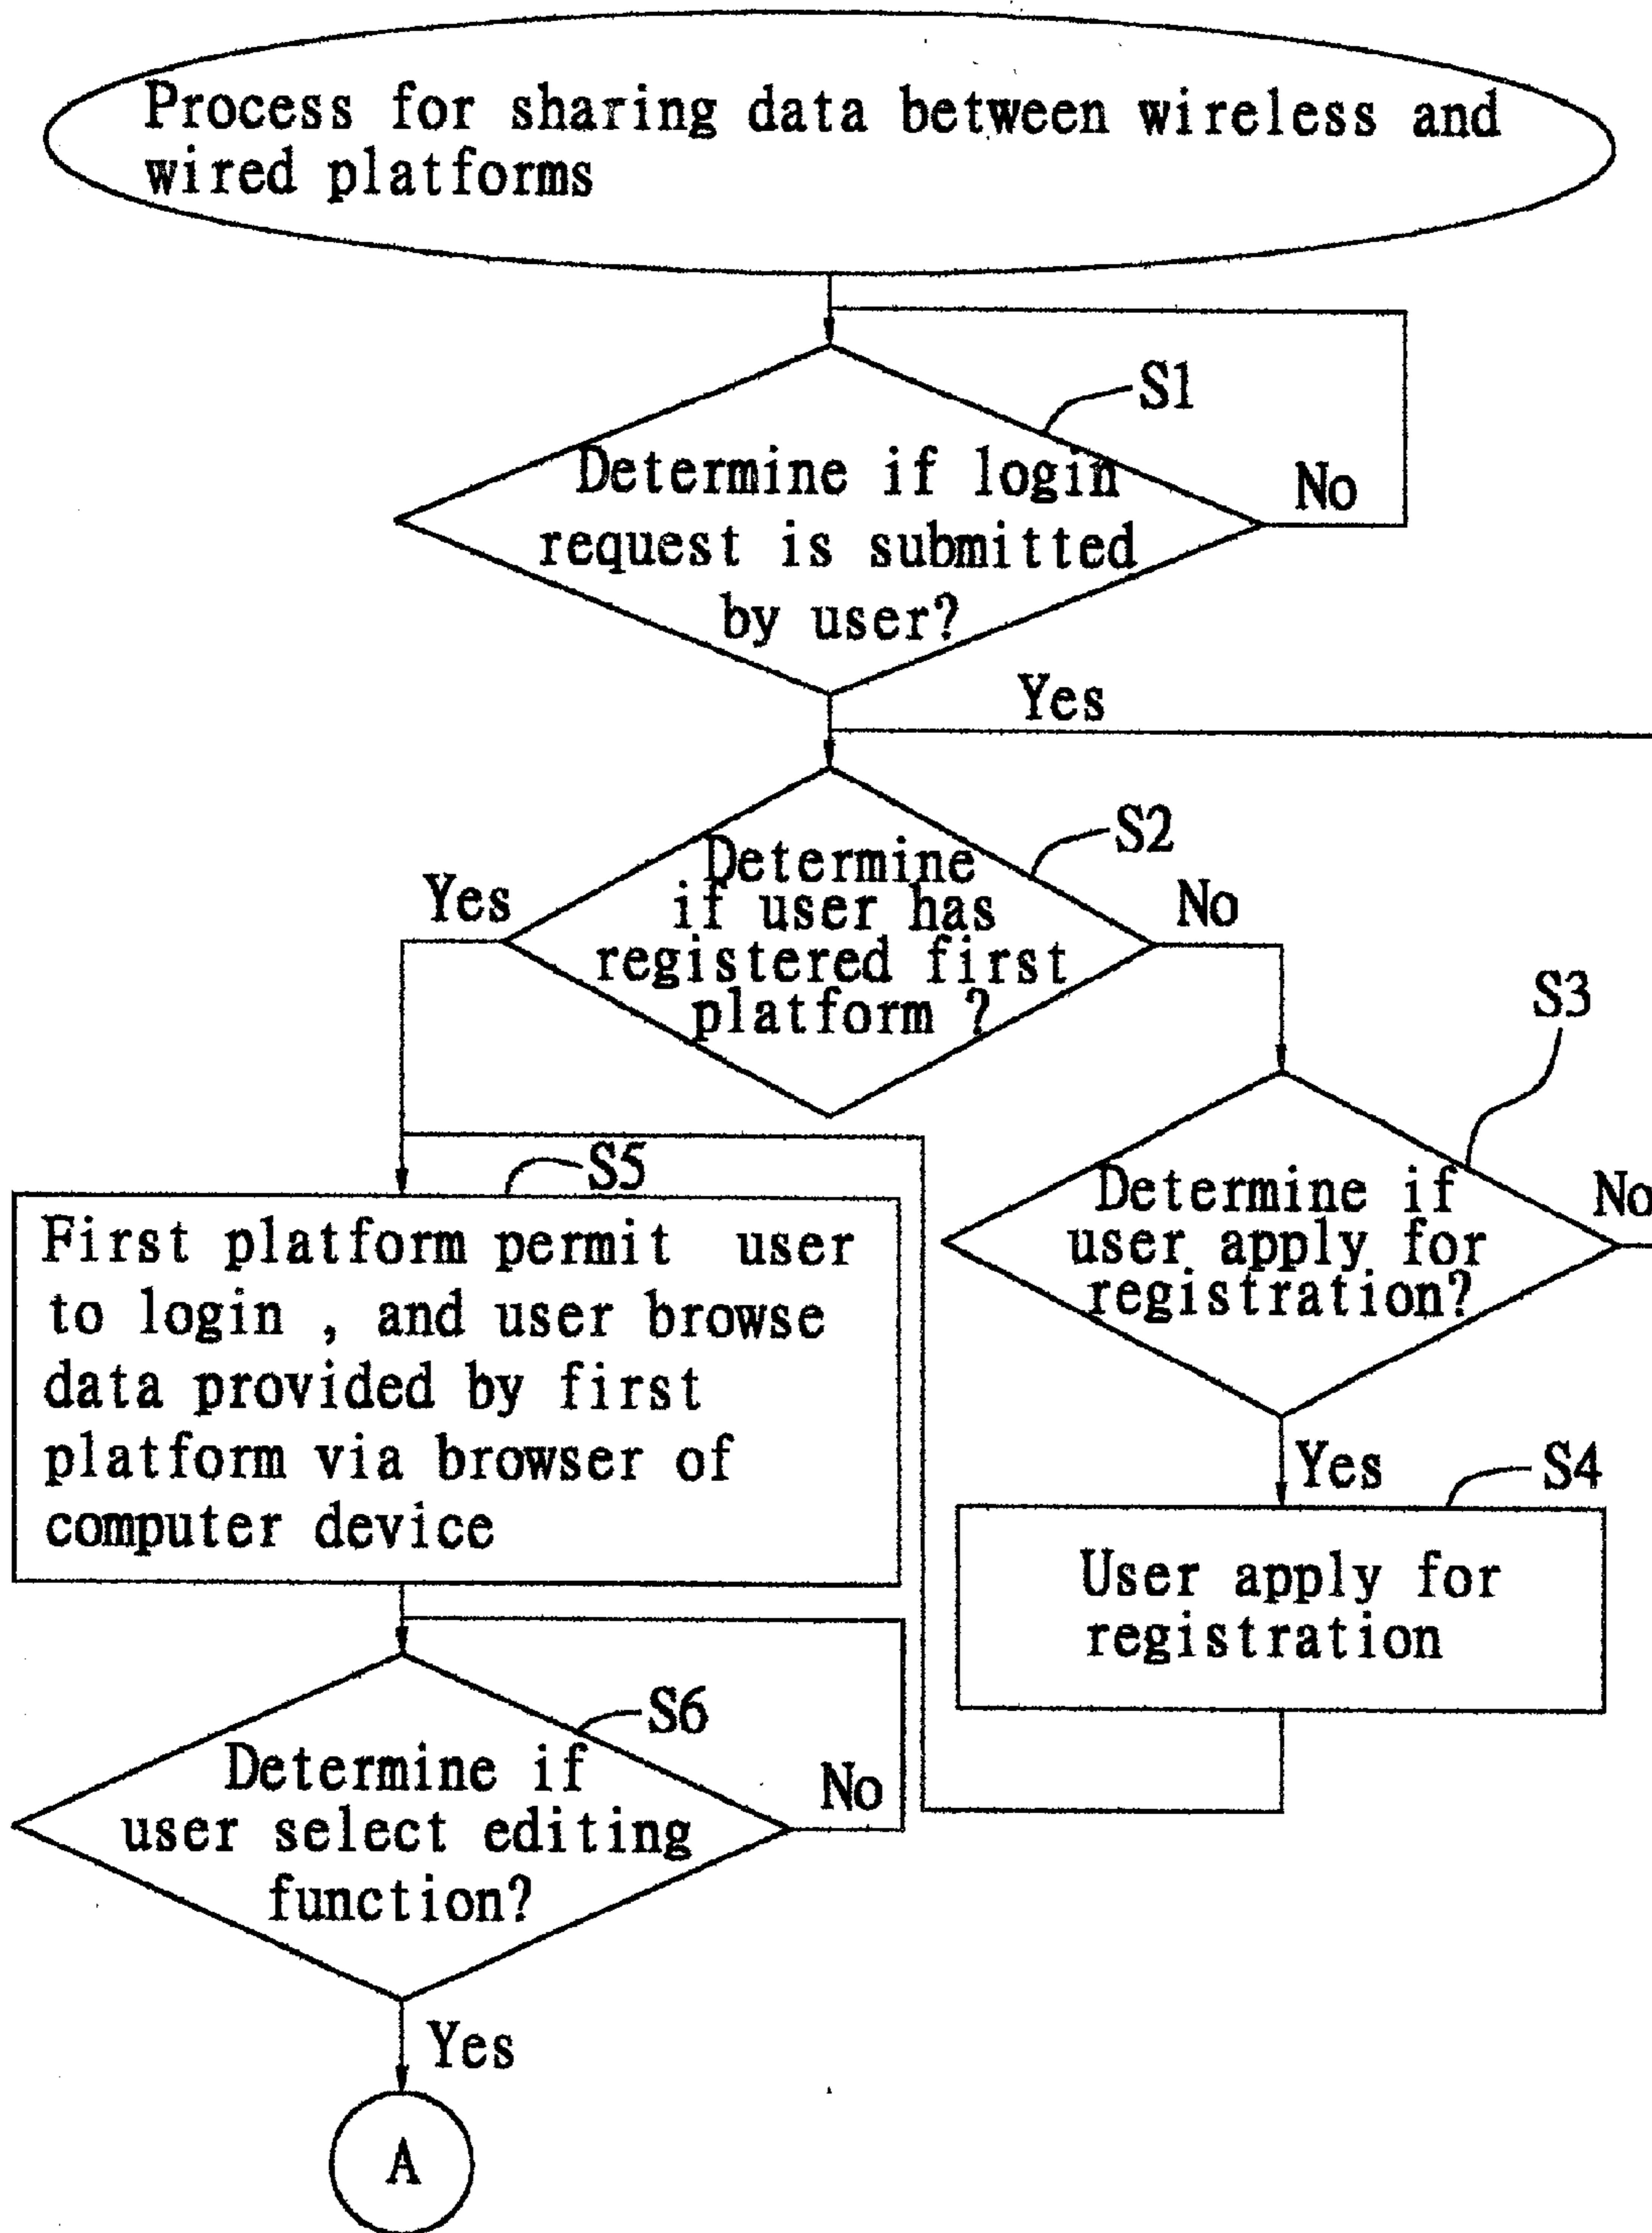 Process for sharing data between wireless and
wired platforms
S1
Determine if login
request is submitted
by user?
No
Yes
S2
Determine
if user has
registered first
platform ?
Yes
No
S3
Determine if
user apply for
registration?
No
Yes
S4
User apply for
registration
S5
First platform permit user
to login , and user browse
data provided by first
platform via browser of
computer device
S6
Determine if
user select editing
function?
No
Yes
A